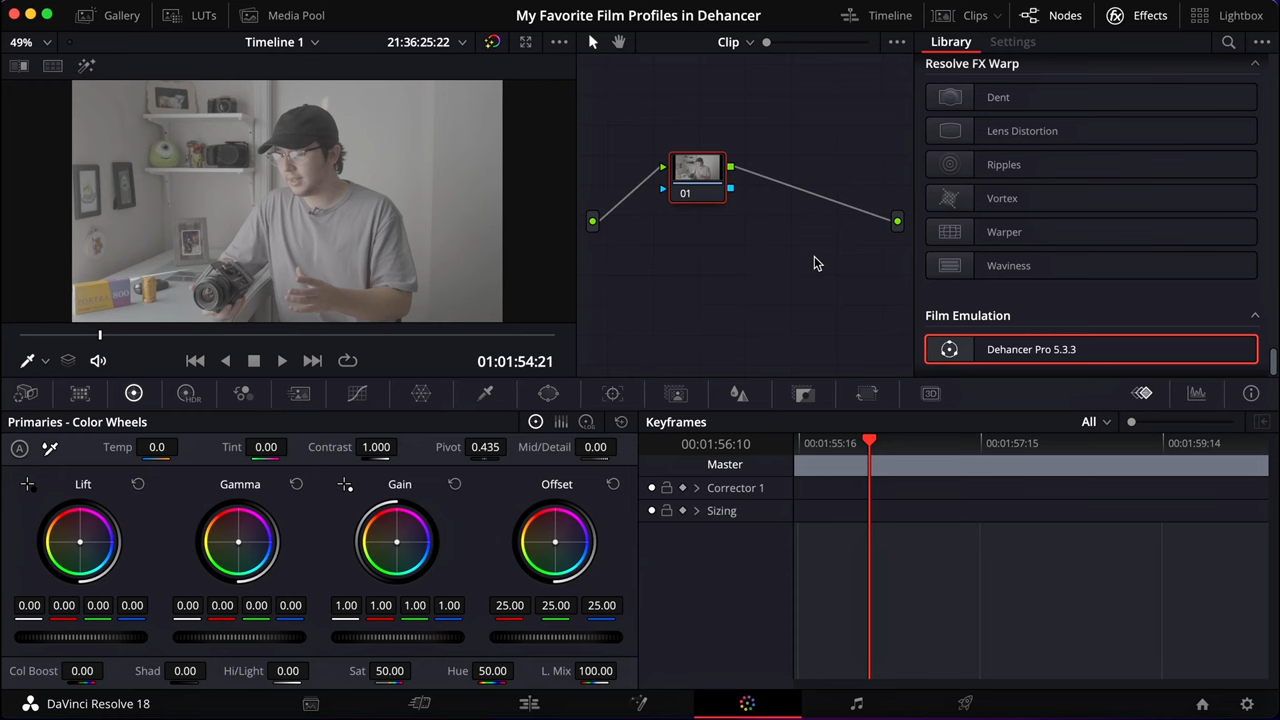 Gallery LUTs Media Pool My Favorite Film Profiles in Dehancer Timeline Clips Nodes Effects Lightbox
49% Timeline 1 21:36:25:22 Clip Library Settings
Resolve FX Warp
Dent
Lens Distortion
Ripples
Vortex
Warper
Waviness
Film Emulation
Dehancer Pro 5.3.3
01
PORTRA 800
01:01:54:21
HDR
LOG
3D
Primaries - Color Wheels
Temp 0.0 Tint 0.00 Contrast 1.000 Pivot 0.435 Mid/Detail 0.00
Lift Gamma Gain Offset
0.00 0.00 0.00 0.00 0.00 0.00 0.00 0.00 1.00 1.00 1.00 1.00 25.00 25.00 25.00
Col Boost 0.00 Shad 0.00 Hi/Light 0.00 Sat 50.00 Hue 50.00 L. Mix 100.00
Keyframes All
00:01:56:10 00:01:55:16 00:01:57:15 00:01:59:14
Master
Corrector 1
Sizing
DaVinci Resolve 18